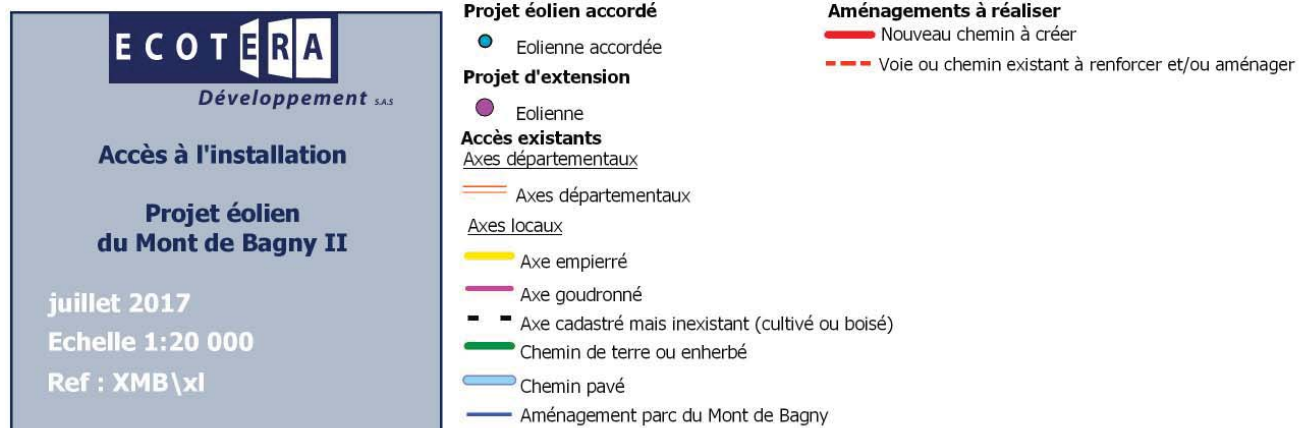 ECOTERA
Développement S.A.S
Accès à l'installation
Projet éolien
du Mont de Bagny II
juillet 2017
Echelle 1:20 000
Ref : XMB\xl
Projet éolien accordé
Eolienne accordée
Projet d'extension
Eolienne
Accès existants
Axes départementaux
Axes départementaux
Axes locaux
Axe empierré
Axe goudronné
Axe cadastré mais inexistant (cultivé ou boisé)
Chemin de terre ou enherbé
Chemin pavé
Aménagement parc du Mont de Bagny
Aménagements à réaliser
Nouveau chemin à créer
Voie ou chemin existant à renforcer et/ou aménager